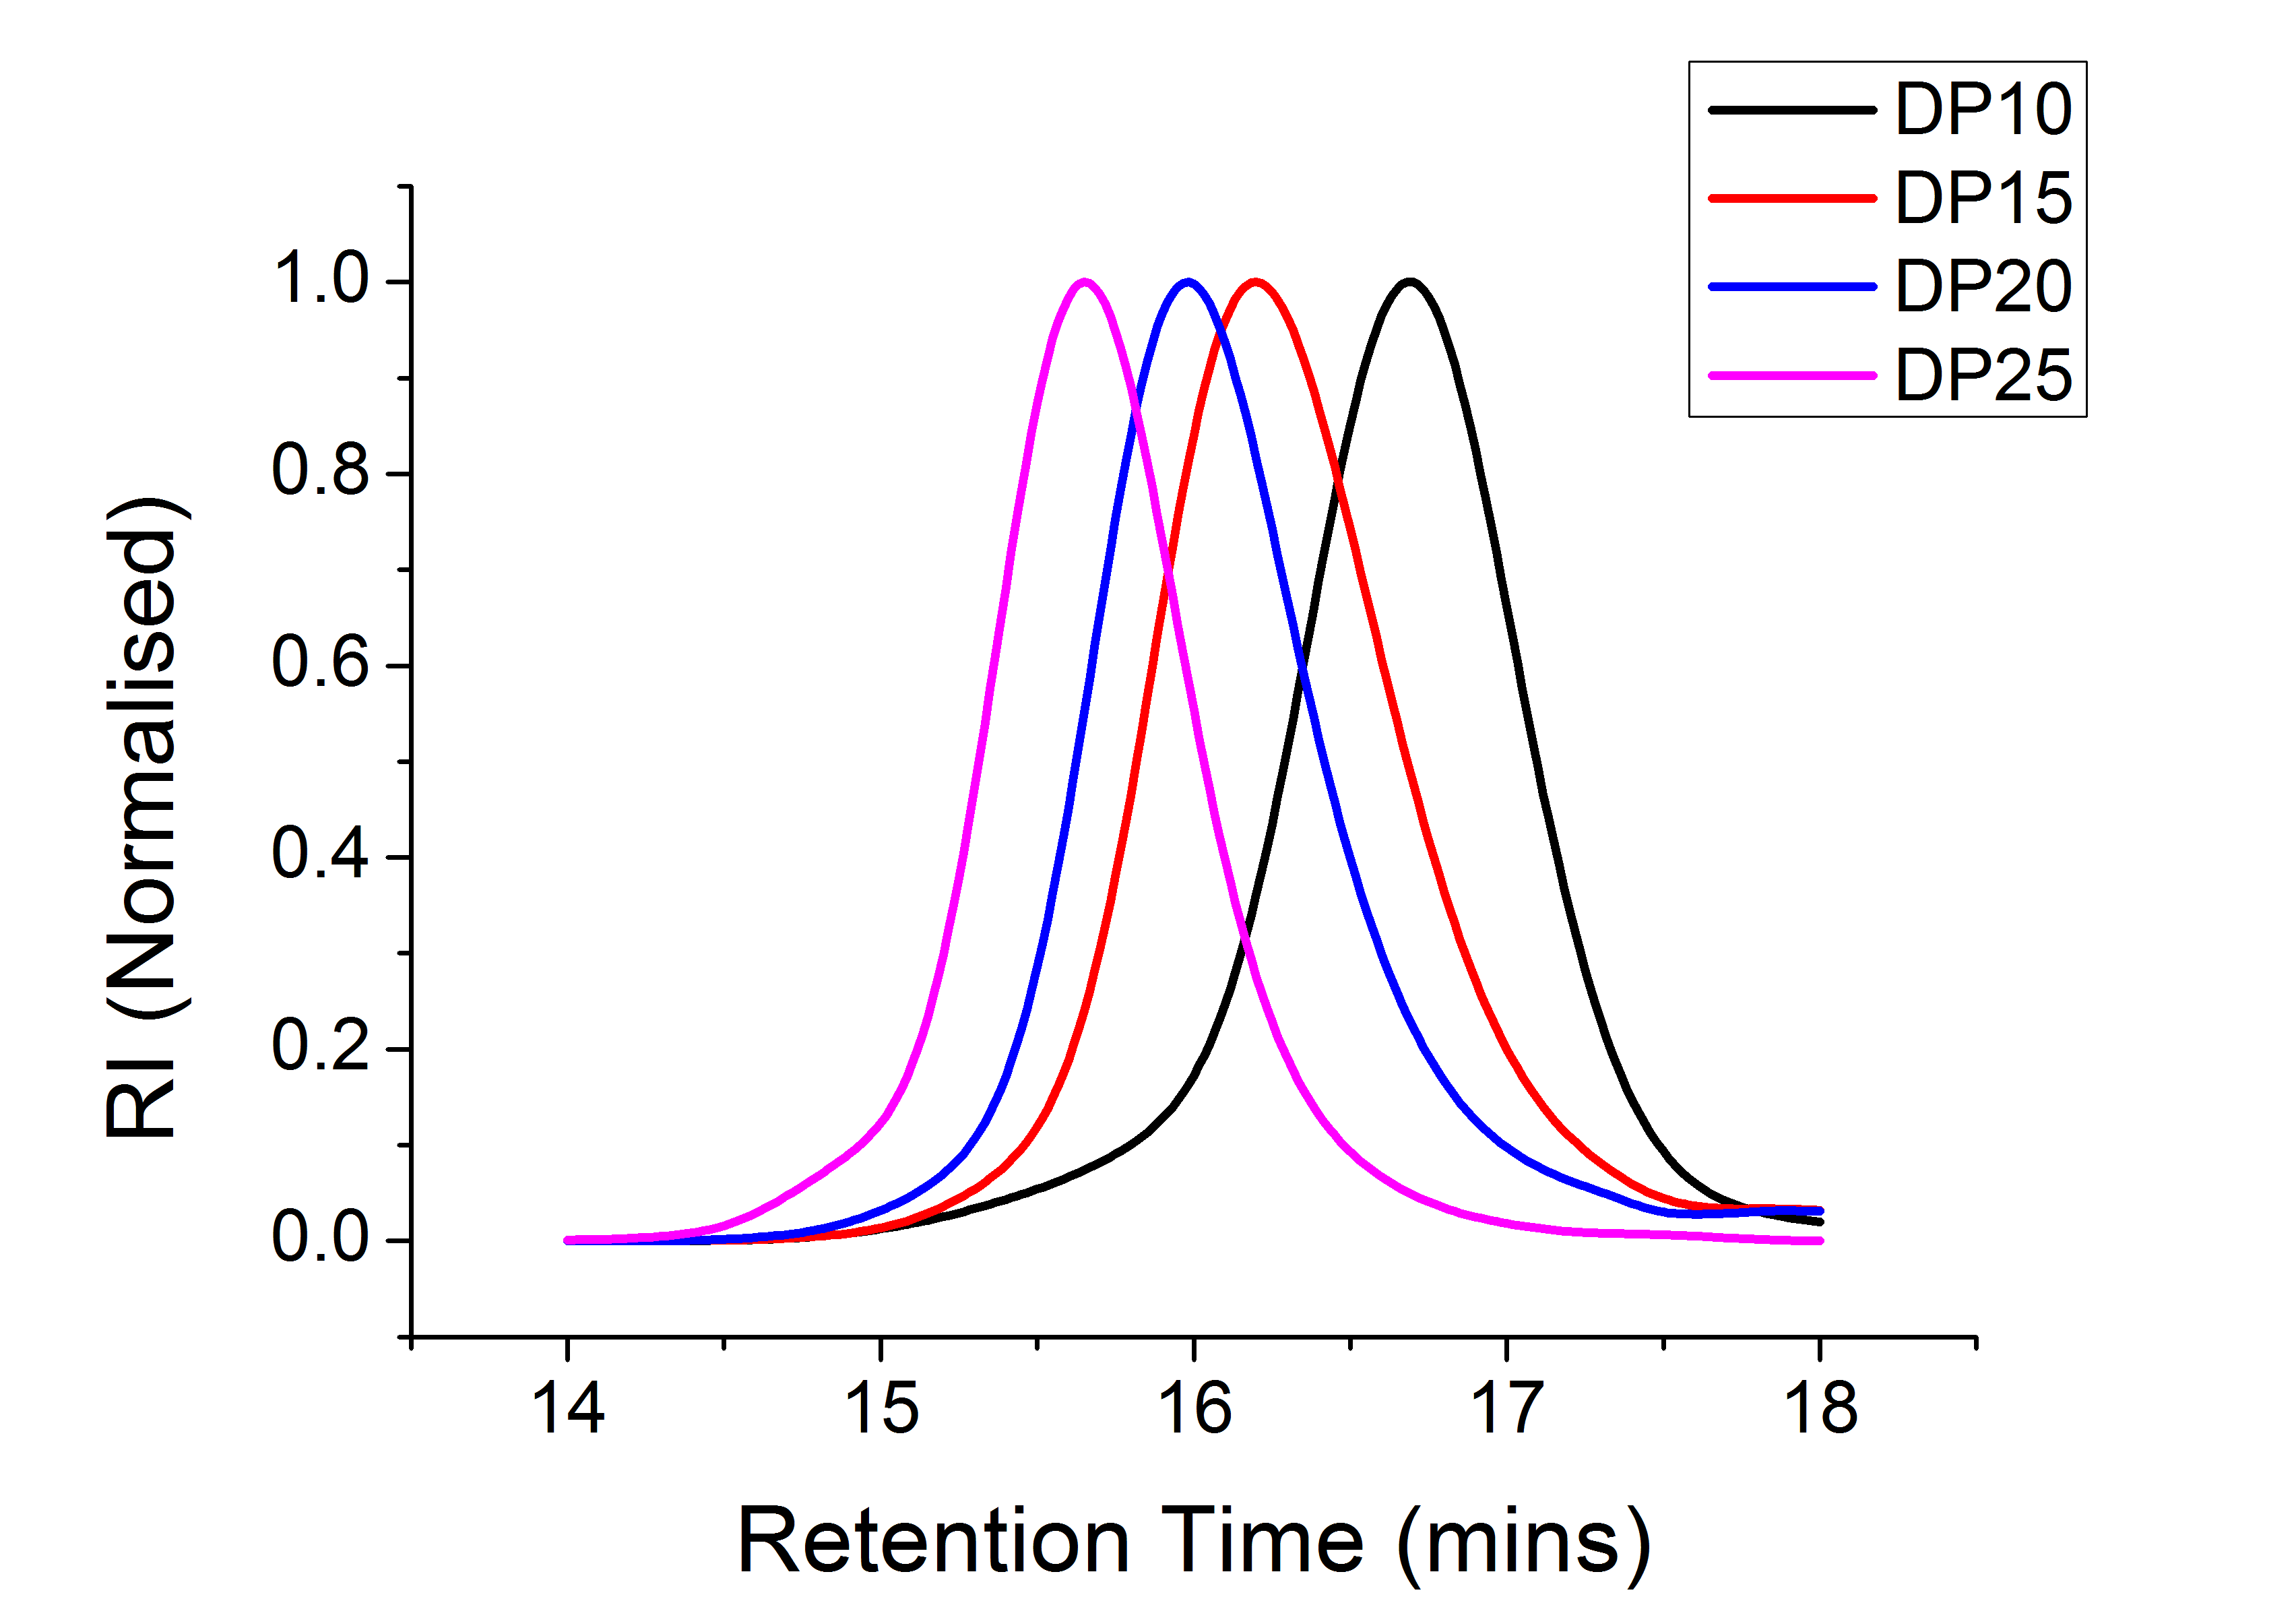 DP10
DP15
DP20
DP25
1.0
0.8
0.6
0.4
0.2
0.0
RI (Normalised)
14 15 16 17 18
Retention Time (mins)